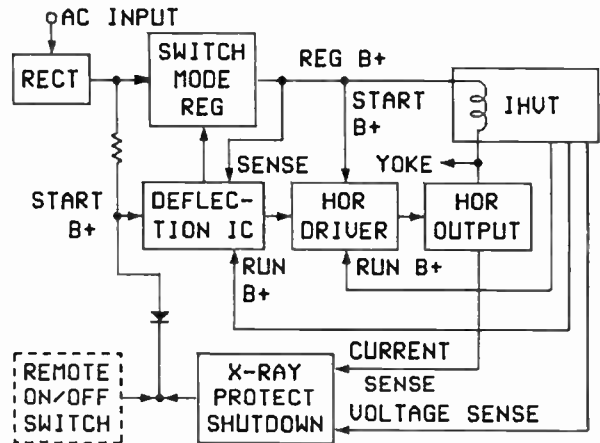 AC INPUT
RECT
SWITCH
MODE
REG
REG B+
START
B+
IHVT
SENSE
YOKE
START
B+
DEFLEC-
TION IC
HOR
DRIVER
HOR
OUTPUT
RUN
B+
RUN B+
REMOTE
ON/OFF
SWITCH
X-RAY
PROTECT
SHUTDOWN
CURRENT
SENSE
VOLTAGE SENSE